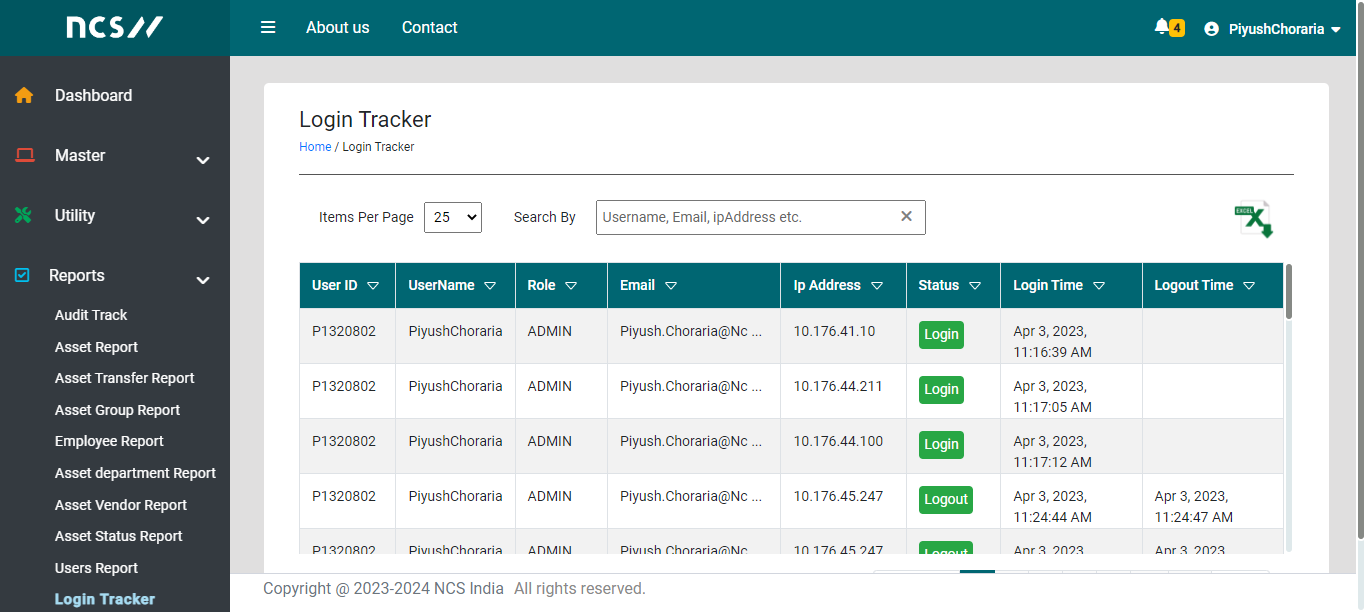 ncs
About us
Contact
4
PiyushChoraria
Dashboard
Master
Utility
Reports
Audit Track
Asset Report
Asset Transfer Report
Asset Group Report
Employee Report
Asset department Report
Asset Vendor Report
Asset Status Report
Users Report
Login Tracker
Login Tracker
Home / Login Tracker
Items Per Page 25 Search By Username, Email, ipAddress etc.
EXCEL X
User ID UserName Role Email Ip Address Status Login Time Logout Time
P1320802 PiyushChoraria ADMIN Piyush.Choraria@Nc ... 10.176.41.10 Login Apr 3, 2023,
11:16:39 AM
P1320802 PiyushChoraria ADMIN Piyush.Choraria@Nc ... 10.176.44.211 Login Apr 3, 2023,
11:17:05 AM
P1320802 PiyushChoraria ADMIN Piyush.Choraria@Nc ... 10.176.44.100 Login Apr 3, 2023,
11:17:12 AM
P1320802 PiyushChoraria ADMIN Piyush.Choraria@Nc ... 10.176.45.247 Logout Apr 3, 2023, Apr 3, 2023,
11:24:44 AM 11:24:47 AM
P1320802 PiyushChoraria ADMIN Piyush.Choraria@Nc ... 10.176.45.247 Logout Apr 3, 2023, Apr 3, 2023,
Copyright @ 2023-2024 NCS India All rights reserved.